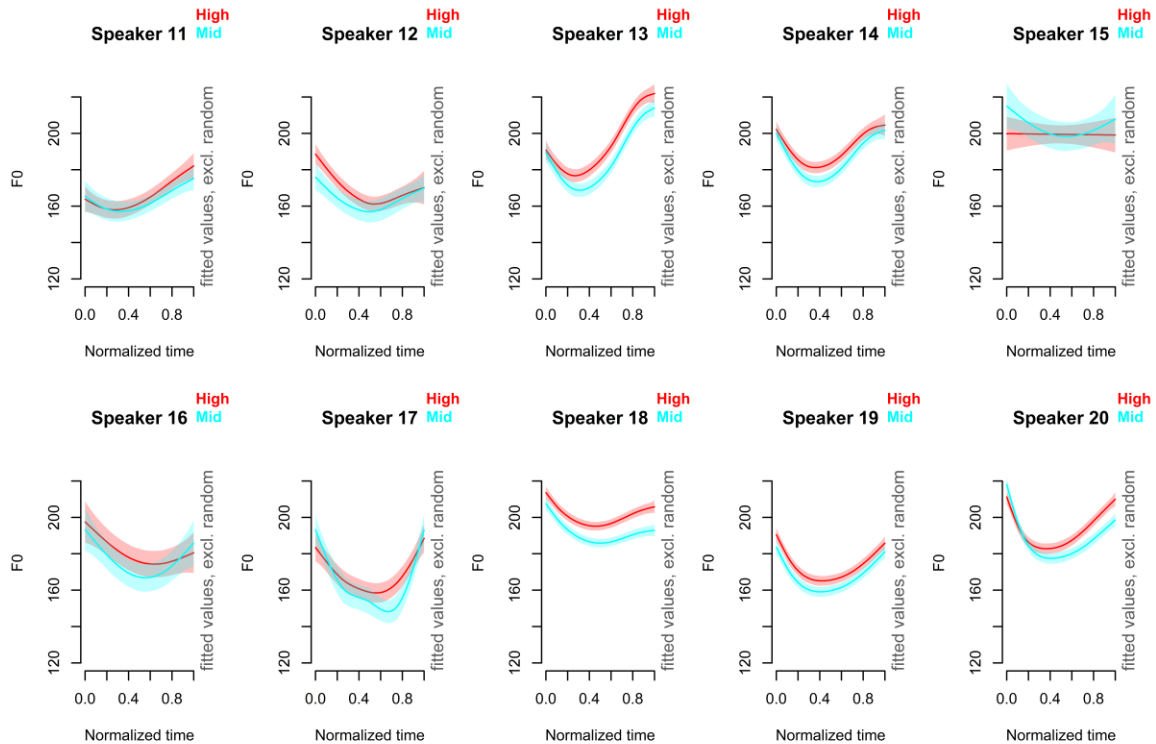 High
Speaker 11 Mid
F0
120 160 200
0.0 0.4 0.8
Normalized time
fitted values, excl. random
High
Speaker 12 Mid
F0
120 160 200
0.0 0.4 0.8
Normalized time
fitted values, excl. random
High
Speaker 13 Mid
F0
120 160 200
0.0 0.4 0.8
Normalized time
fitted values, excl. random
High
Speaker 14 Mid
F0
120 160 200
0.0 0.4 0.8
Normalized time
fitted values, excl. random
High
Speaker 15 Mid
F0
120 160 200
0.0 0.4 0.8
Normalized time
fitted values, excl. random
High
Speaker 16 Mid
F0
120 160 200
0.0 0.4 0.8
Normalized time
fitted values, excl. random
High
Speaker 17 Mid
F0
120 160 200
0.0 0.4 0.8
Normalized time
fitted values, excl. random
High
Speaker 18 Mid
F0
120 160 200
0.0 0.4 0.8
Normalized time
fitted values, excl. random
High
Speaker 19 Mid
F0
120 160 200
0.0 0.4 0.8
Normalized time
fitted values, excl. random
High
Speaker 20 Mid
F0
120 160 200
0.0 0.4 0.8
Normalized time
fitted values, excl. random